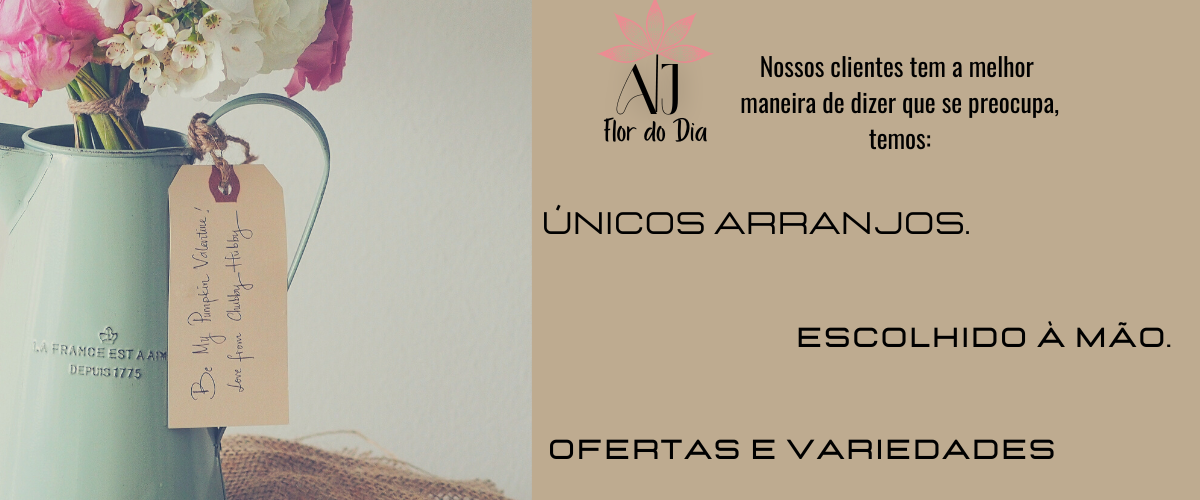 LA FRANCE EST A AIM
DEPUIS 1775
Be My Pumpkin Valentine!
Love from Chubby Hubby
AJ
Flor do Dia
Nossos clientes tem a melhor
maneira de dizer que se preocupa,
temos:
ÚNICOS ARRANJOS.
ESCOLHIDO À MÃO.
OFERTAS E VARIEDADES